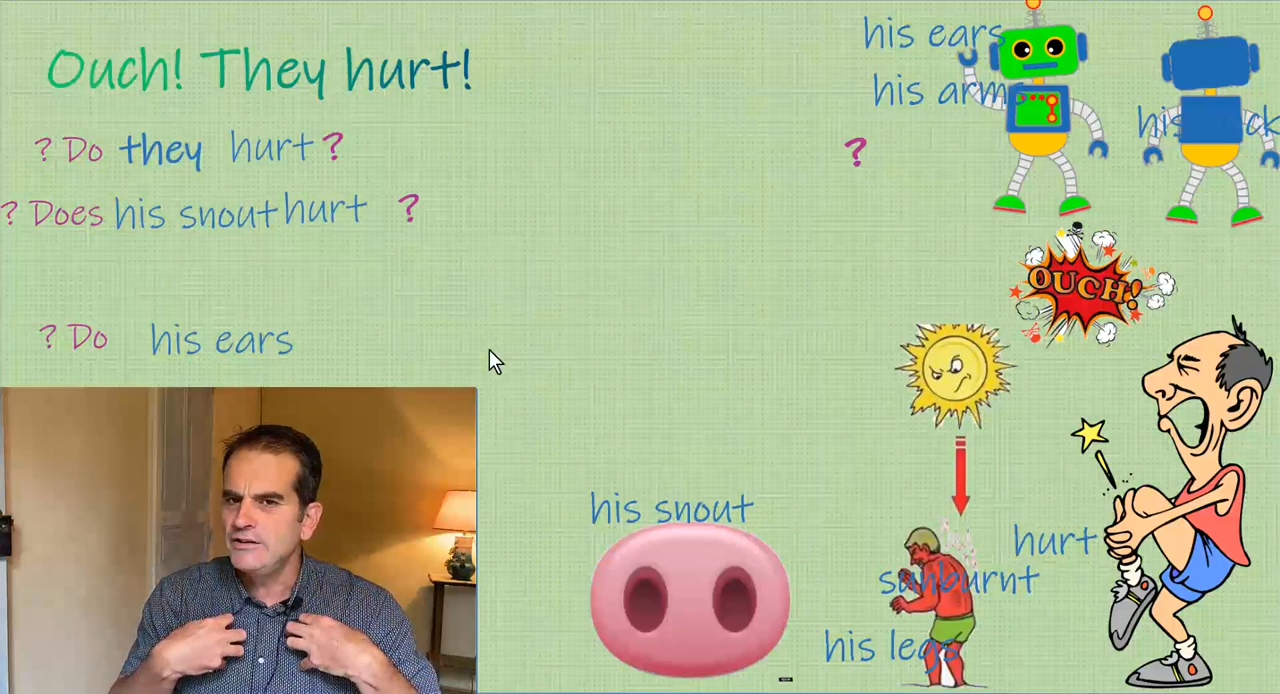 Ouch! They hurt!
? Do they hurt ?
? Does his snout hurt ?
? Do his ears
his ears
his arms
?
OUCH!
his snout
hurt
sunburnt
his legs